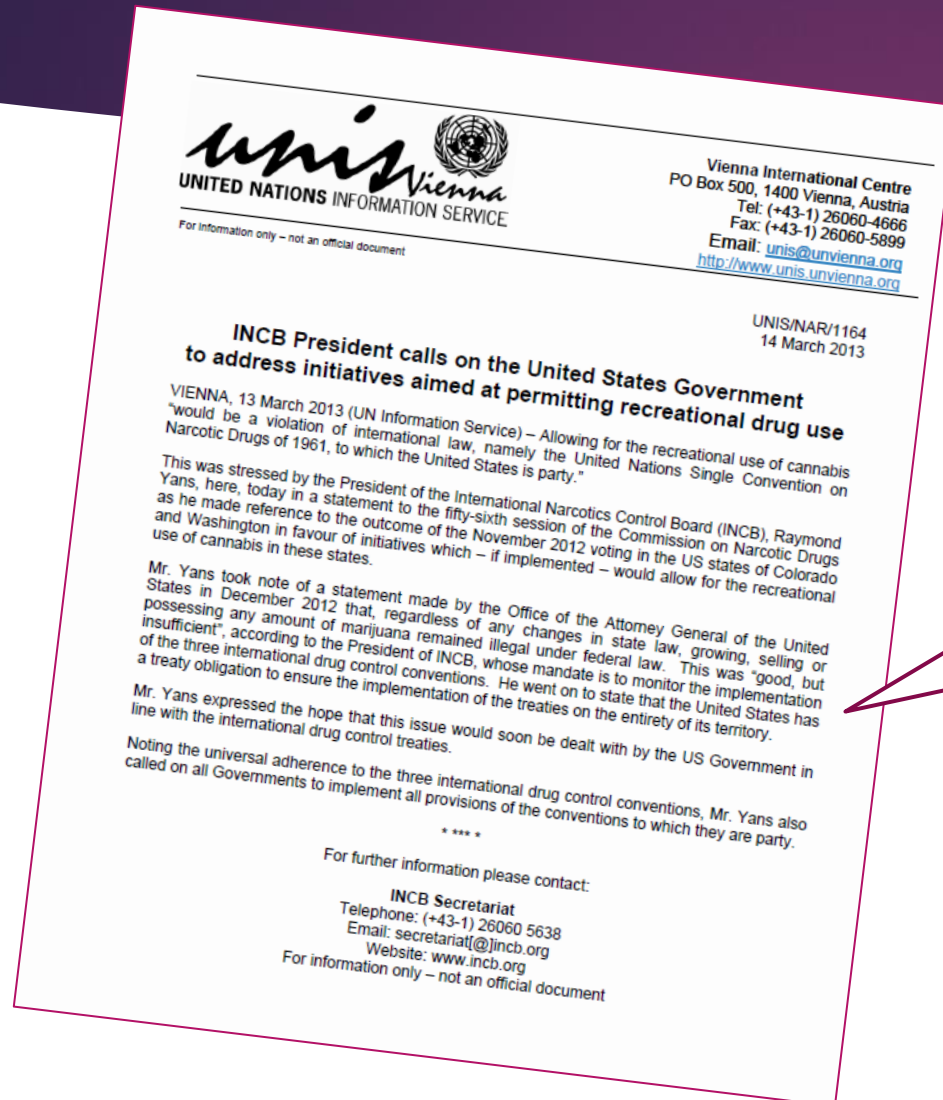 unis Vienna
UNITED NATIONS INFORMATION SERVICE
For information only – not an official document
Vienna International Centre
PO Box 500, 1400 Vienna, Austria
Tel: (+43-1) 26060-4666
Fax: (+43-1) 26060-5899
Email: unis@unvienna.org
http://www.unis.unvienna.org
UNIS/NAR/1164
14 March 2013
INCB President calls on the United States Government
to address initiatives aimed at permitting recreational drug use
VIENNA, 13 March 2013 (UN Information Service) – Allowing for the recreational use of cannabis
“would be a violation of international law, namely the United Nations Single Convention on
Narcotic Drugs of 1961, to which the United States is party.”
This was stressed by the President of the International Narcotics Control Board (INCB), Raymond
Yans, here, today in a statement to the fifty-sixth session of the Commission on Narcotic Drugs
as he made reference to the outcome of the November 2012 voting in the US states of Colorado
and Washington in favour of initiatives which – if implemented – would allow for the recreational
use of cannabis in these states.
Mr. Yans took note of a statement made by the Office of the Attorney General of the United
States in December 2012 that, regardless of any changes in state law, growing, selling or
possessing any amount of marijuana remained illegal under federal law. This was “good, but
insufficient”, according to the President of INCB, whose mandate is to monitor the implementation
of the three international drug control conventions. He went on to state that the United States has
a treaty obligation to ensure the implementation of the treaties on the entirety of its territory.
Mr. Yans expressed the hope that this issue would soon be dealt with by the US Government in
line with the international drug control treaties.
Noting the universal adherence to the three international drug control conventions, Mr. Yans also
called on all Governments to implement all provisions of the conventions to which they are party.
* *** *
For further information please contact:
INCB Secretariat
Telephone: (+43-1) 26060 5638
Email: secretariat[@]incb.org
Website: www.incb.org
For information only – not an official document